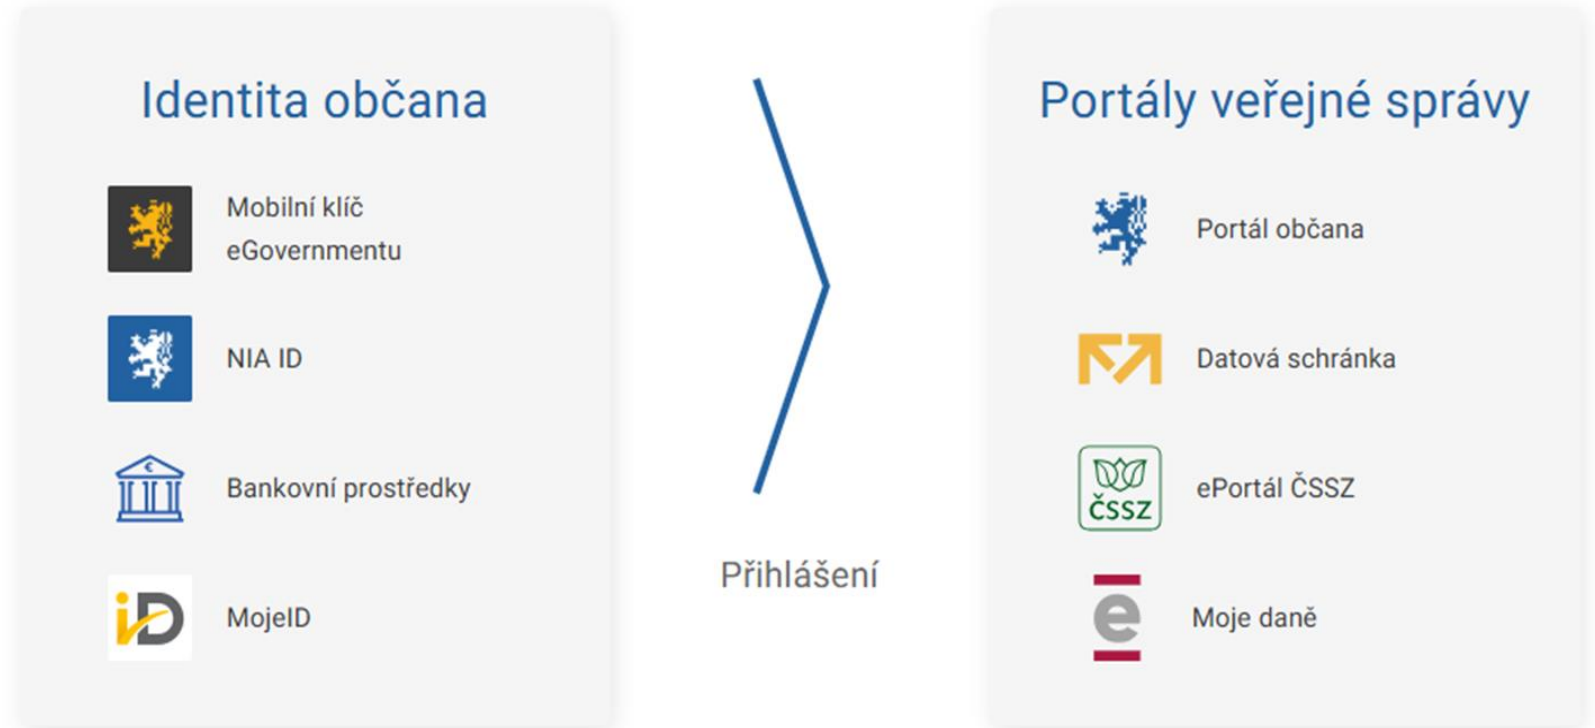 Identita občana
Mobilní klíč
eGovernmentu
NIA ID
€
Bankovní prostředky
iD
MojeID
Přihlášení
Portály veřejné správy
Portál občana
Datová schránka
ČSSZ
ePortál ČSSZ
e
Moje daně